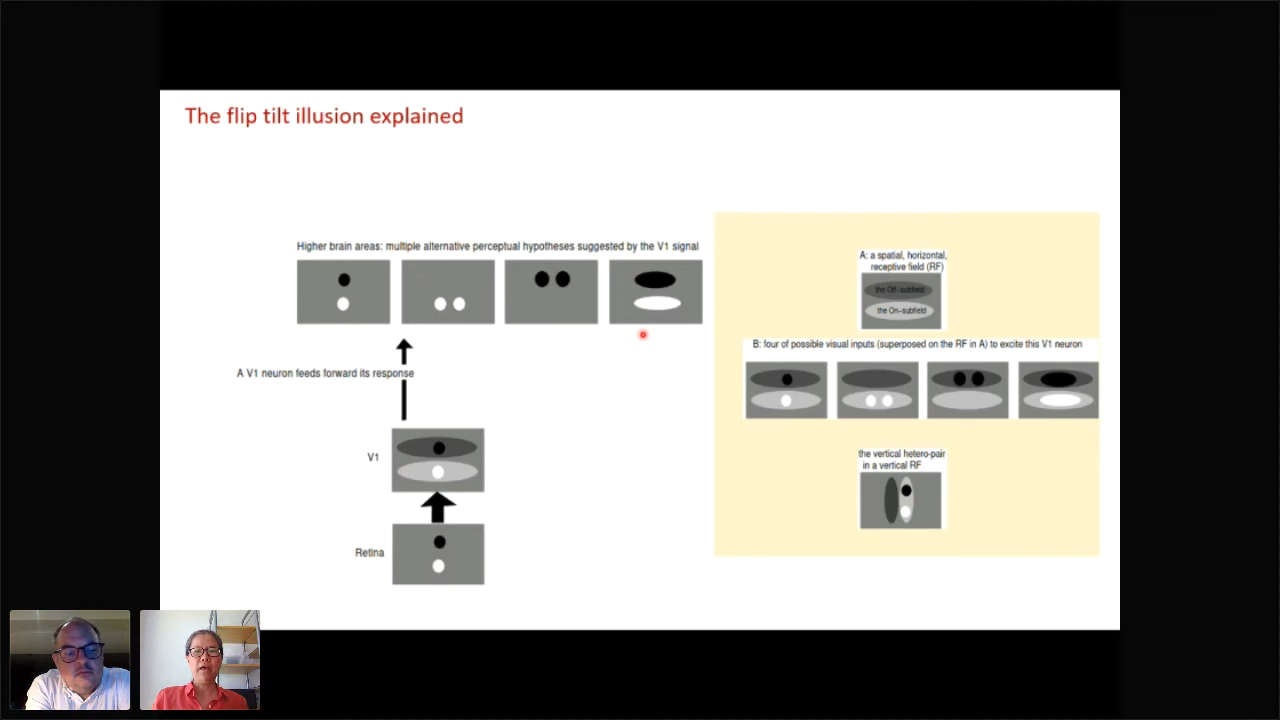 The flip tilt illusion explained
Higher brain areas: multiple alternative perceptual hypotheses suggested by the V1 signal
A V1 neuron feeds forward its response
V1
Retina
A: a spatial, horizontal,
receptive field (RF)
the Off-subfield
the On-subfield
B: four of possible visual inputs (superposed on the RF in A) to excite this V1 neuron
the vertical hetero-pair
in a vertical RF